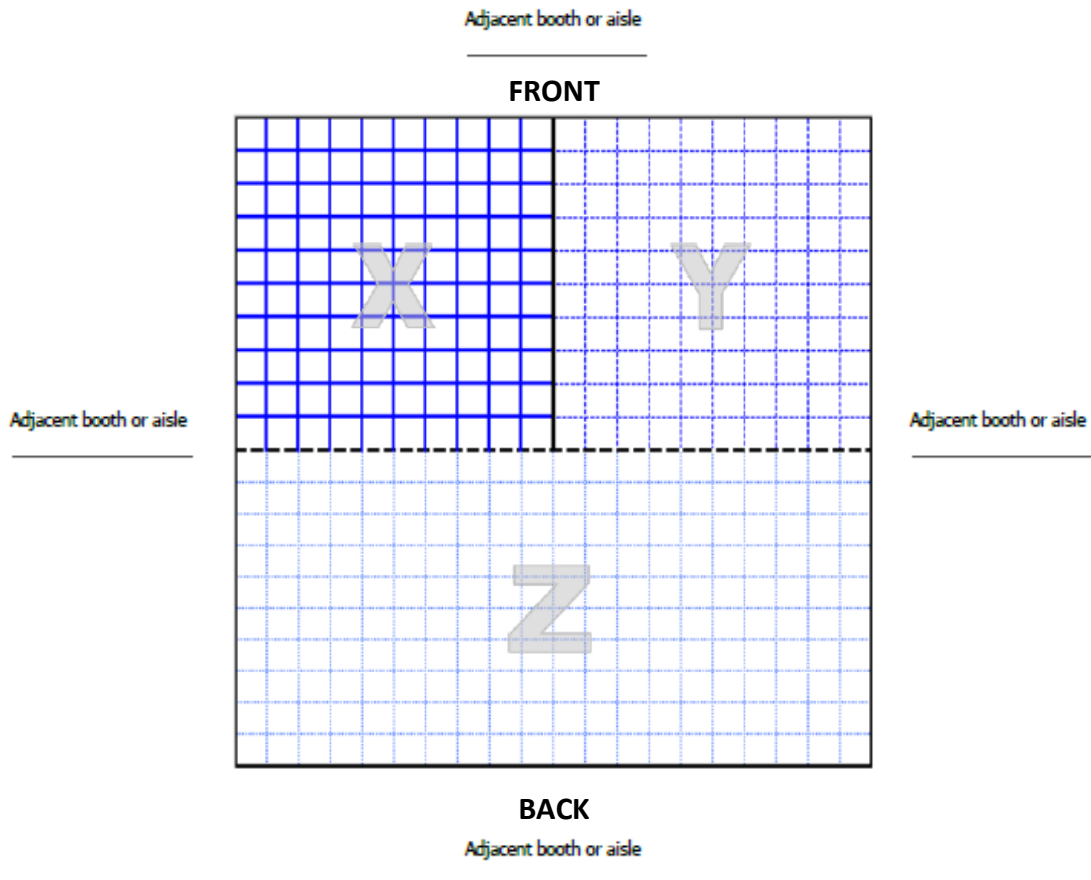 Adjacent booth or aisle
FRONT
X
Y
Adjacent booth or aisle
Adjacent booth or aisle
Z
BACK
Adjacent booth or aisle